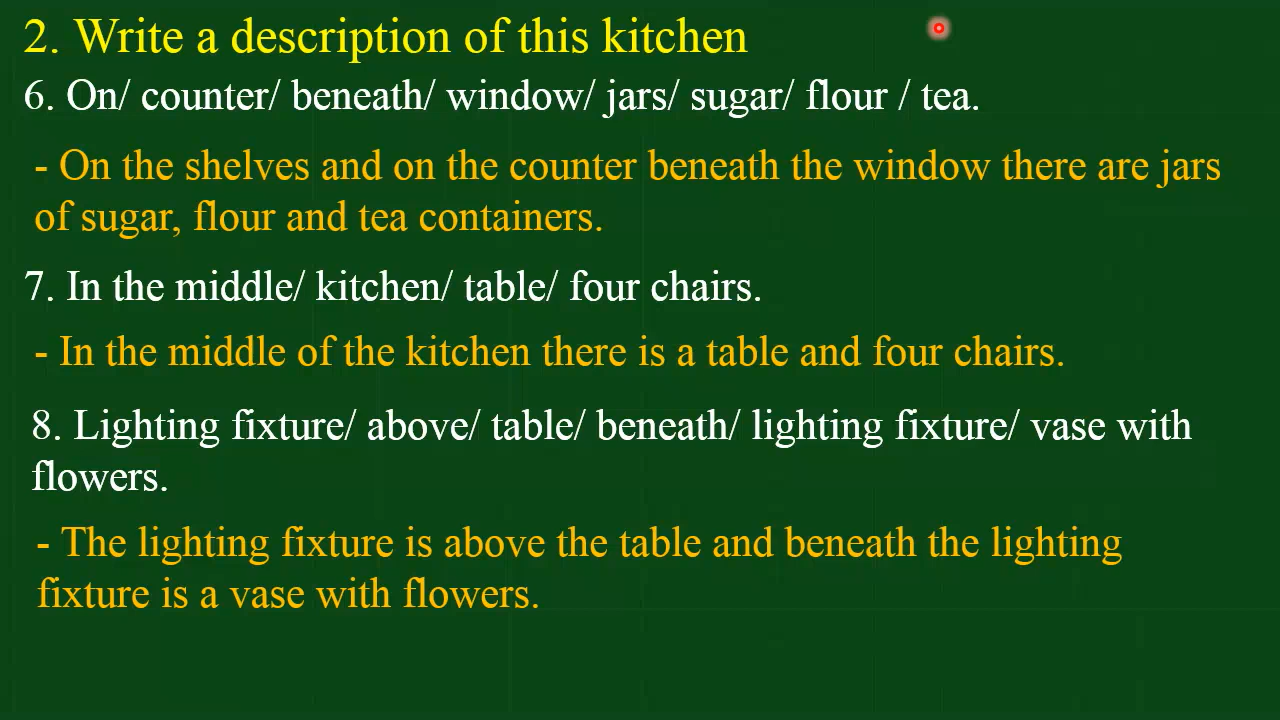 2. Write a description of this kitchen
6. On/ counter/ beneath/ window/ jars/ sugar/ flour / tea.
- On the shelves and on the counter beneath the window there are jars
of sugar, flour and tea containers.
7. In the middle/ kitchen/ table/ four chairs.
- In the middle of the kitchen there is a table and four chairs.
8. Lighting fixture/ above/ table/ beneath/ lighting fixture/ vase with
flowers.
- The lighting fixture is above the table and beneath the lighting
fixture is a vase with flowers.